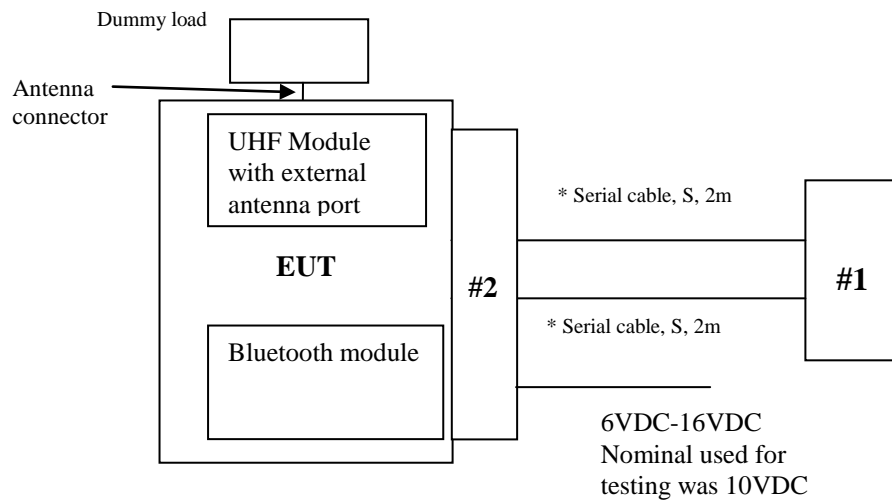 Dummy load
Antenna
connector
UHF Module
with external
antenna port
EUT
#2
* Serial cable, S, 2m
#1
* Serial cable, S, 2m
Bluetooth module
6VDC-16VDC
Nominal used for
testing was 10VDC